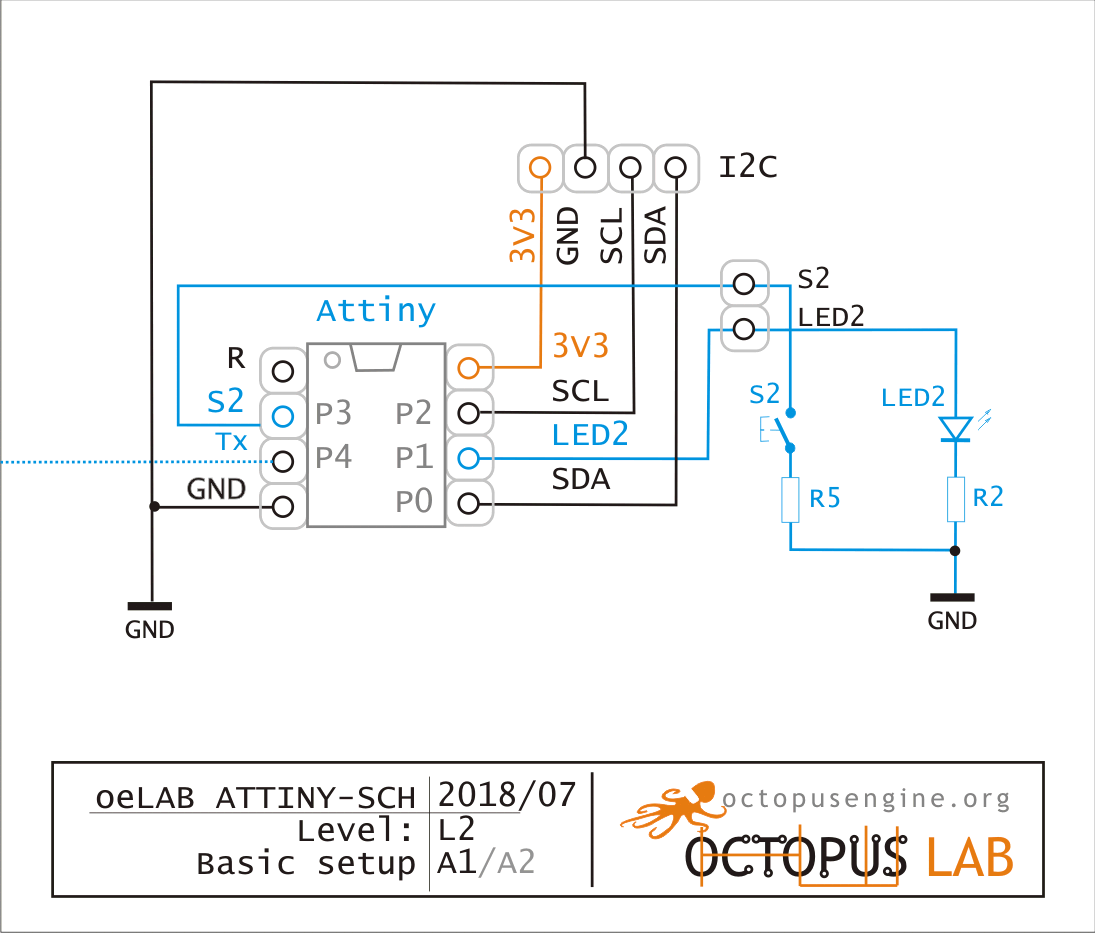 I2C
3V3
GND
SCL
SDA
S2
LED2
Attiny
R
S2
Tx
GND
P3
P4
P2
P1
P0
3V3
SCL
LED2
SDA
S2
R5
LED2
R2
GND
GND
oeLAB ATTINY-SCH 2018/07
Level: L2
Basic setup A1/A2
octopusengine.org
OCTOPUS LAB